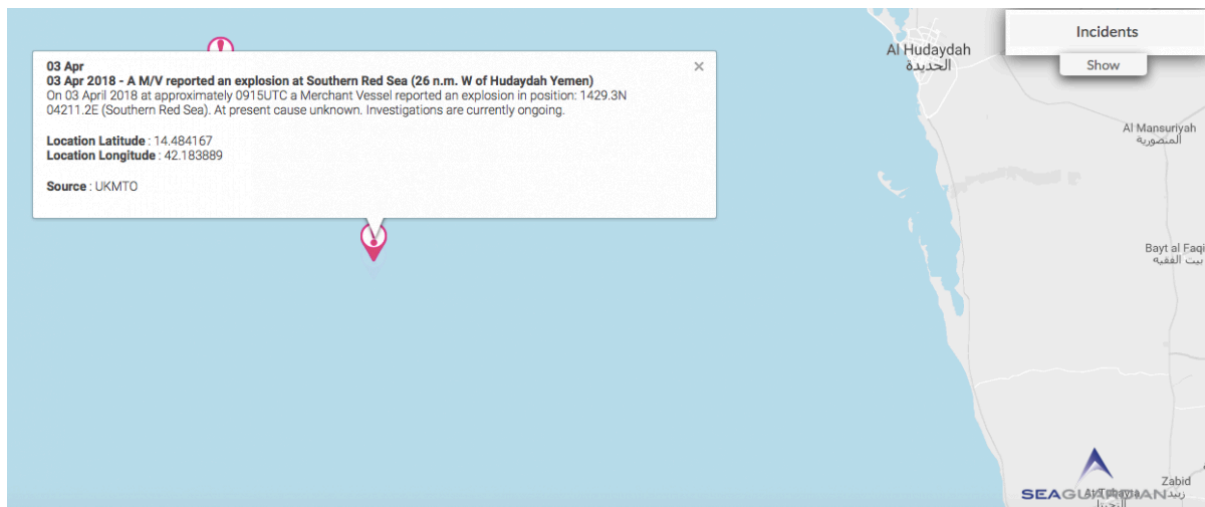 Incidents
Show
Al Hudaydah
الحديدة
03 Apr
×
03 Apr 2018 - A M/V reported an explosion at Southern Red Sea (26 n.m. W of Hudaydah Yemen)
On 03 April 2018 at approximately 0915UTC a Merchant Vessel reported an explosion in position: 1429.3N
04211.2E (Southern Red Sea). At present cause unknown. Investigations are currently ongoing.
Location Latitude : 14.484167
Location Longitude : 42.183889
Source : UKMTO
Al Mansuriyah
المنصورية
Bayt al Faqi
بيت الفقيه
Zabid
زبيد
SEAGUARDIAN